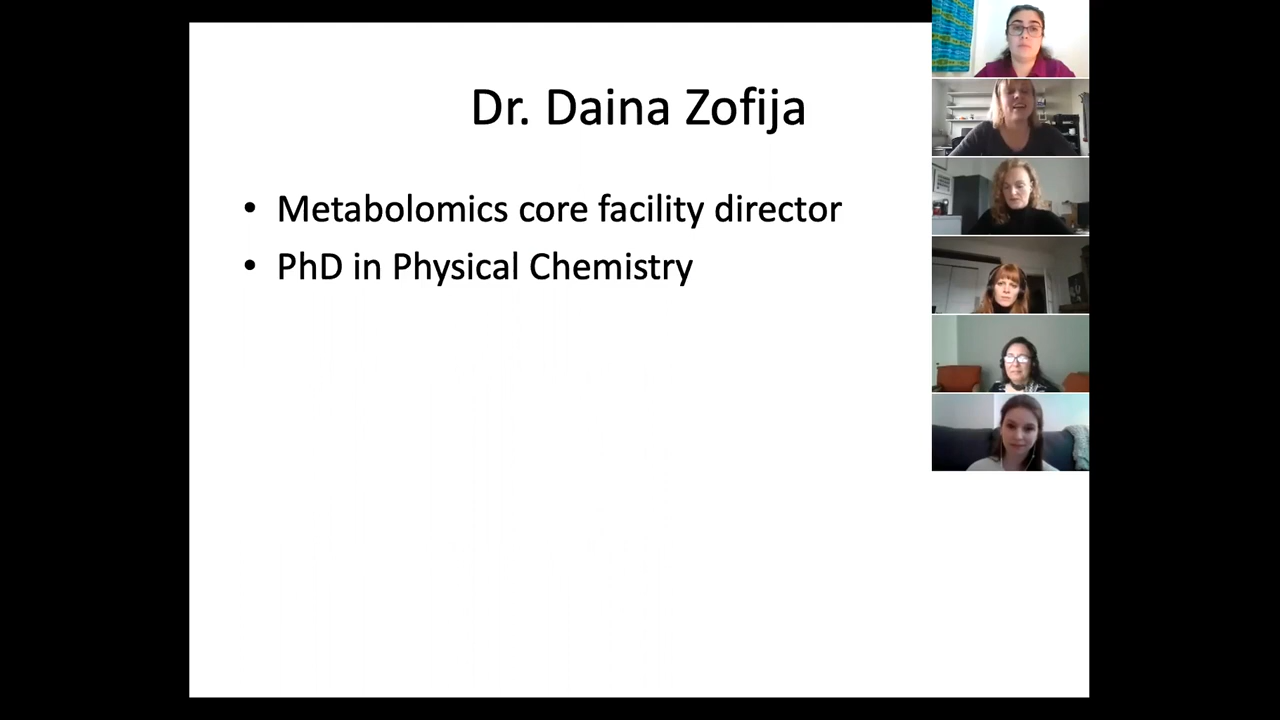 Dr. Daina Zofija
• Metabolomics core facility director
• PhD in Physical Chemistry